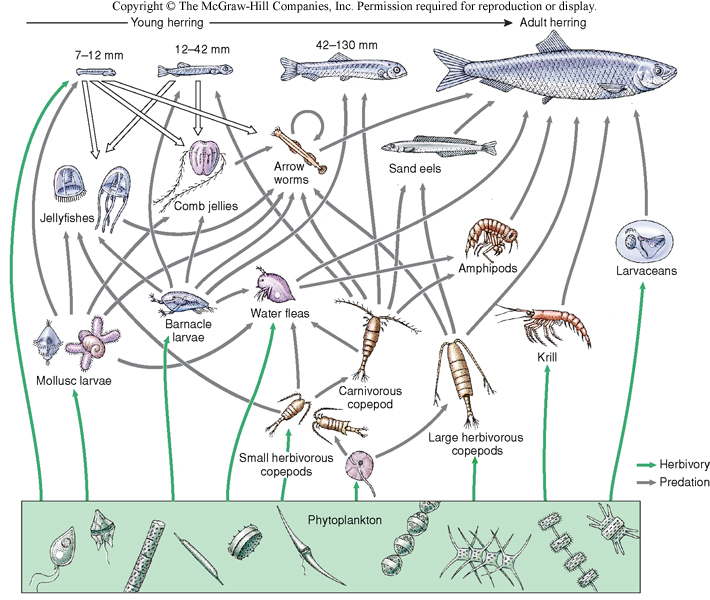 Copyright © The McGraw-Hill Companies, Inc. Permission required for reproduction or display.
Young herring
Adult herring
7–12 mm
12–42 mm
42–130 mm
Jellyfishes
Comb jellies
Arrow
worms
Sand eels
Amphipods
Larvaceans
Mollusc larvae
Barnacle
larvae
Water fleas
Carnivorous
copepod
Krill
Small herbivorous
copepods
Large herbivorous
copepods
Herbivory
Predation
Phytoplankton